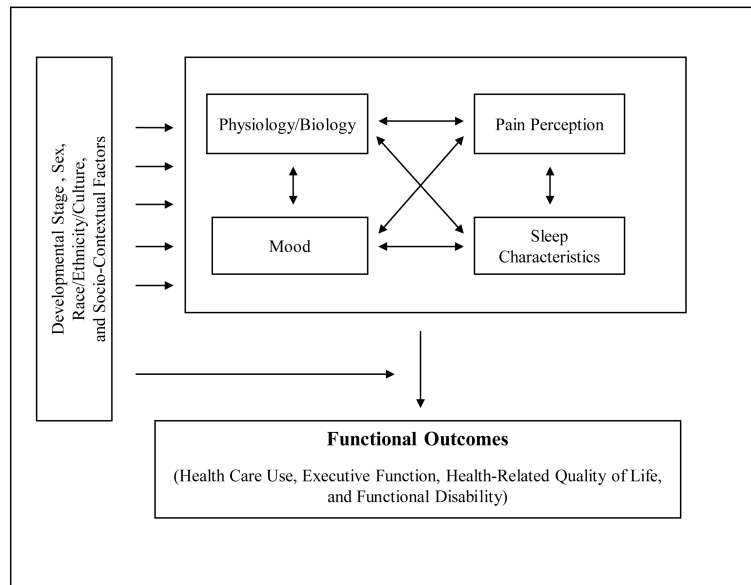 Developmental Stage , Sex,
Race/Ethnicity/Culture,
and Socio-Contextual Factors
Physiology/Biology
Pain Perception
Mood
Sleep
Characteristics
Functional Outcomes
(Health Care Use, Executive Function, Health-Related Quality of Life,
and Functional Disability)